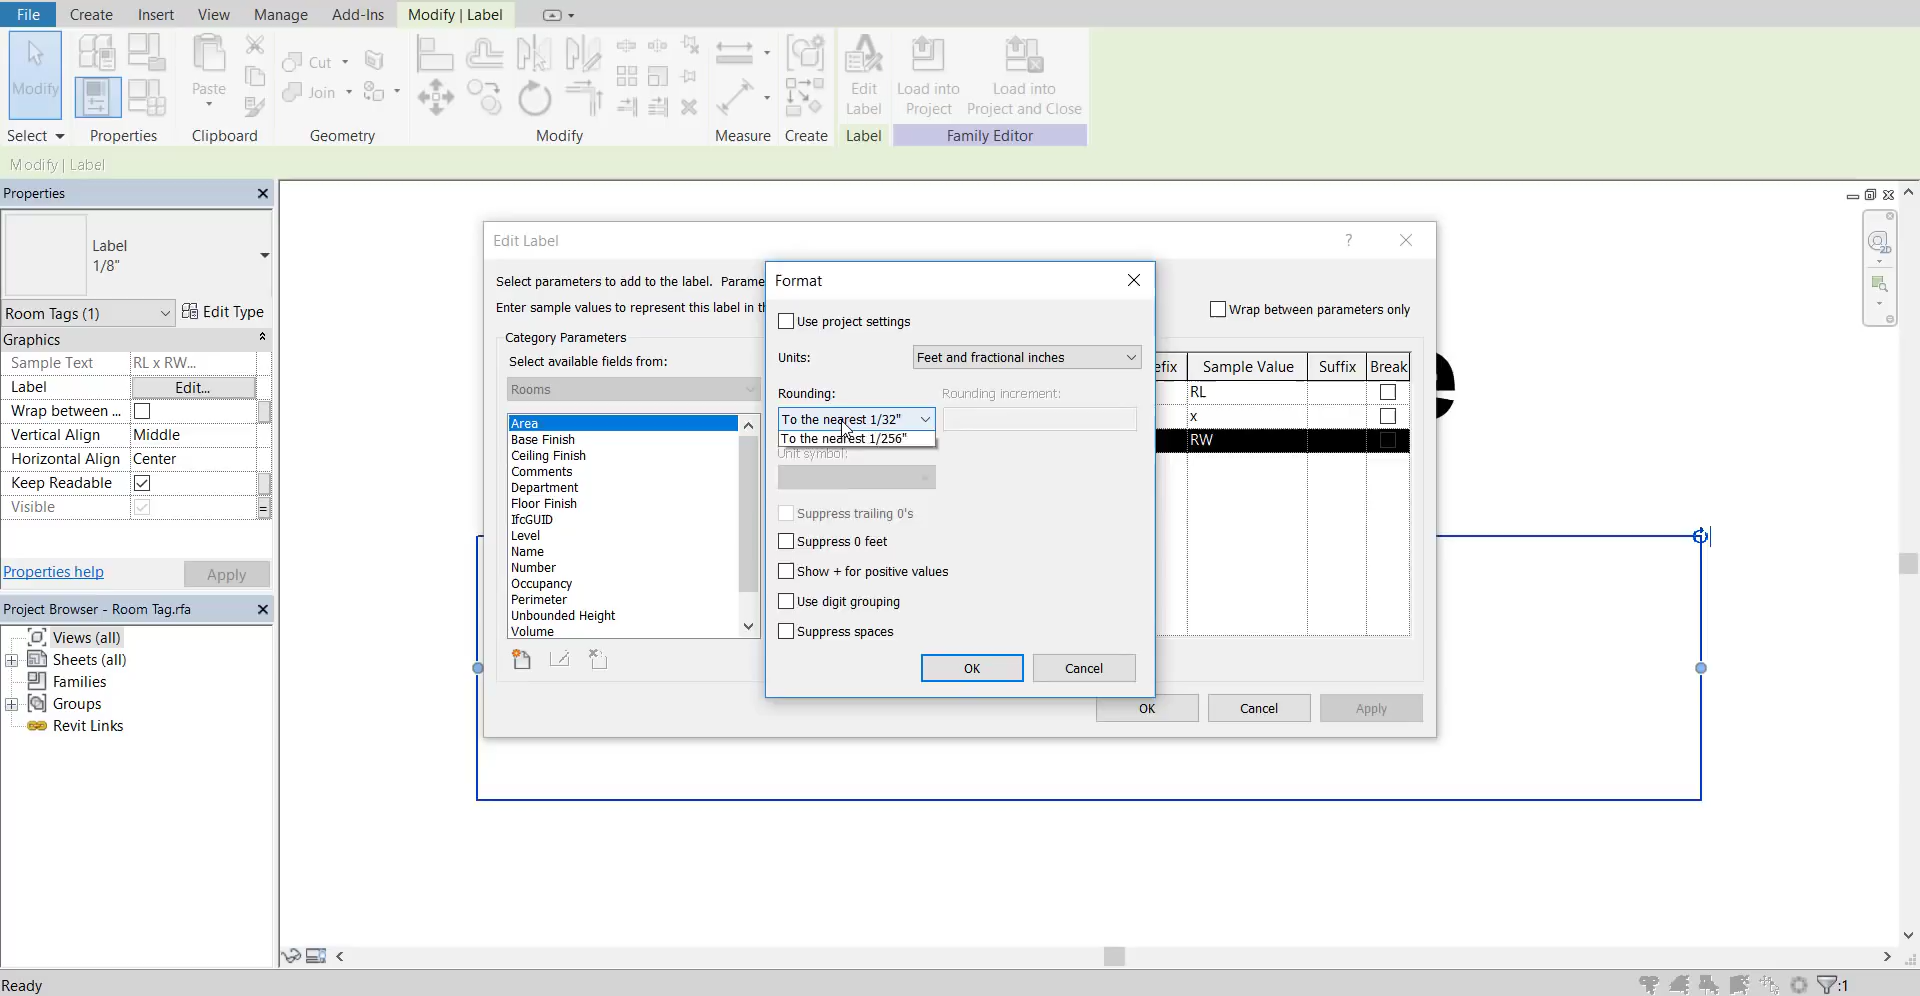 File Create Insert View Manage Add-Ins Modify | Label
Modify Cut Join Paste Edit Label Load into Project Load into Project and Close
Select Properties Clipboard Geometry Modify Measure Create Label Family Editor
Modify | Label
Properties
Label
1/8"
Room Tags (1) Edit Type
Graphics
Sample Text RL x RW...
Label Edit...
Wrap between ...
Vertical Align Middle
Horizontal Align Center
Keep Readable
Visible
Properties help Apply
Project Browser - Room Tag.rfa
Views (all)
Sheets (all)
Families
Groups
Revit Links
Edit Label ?
Select parameters to add to the label. Parame
Enter sample values to represent this label in th
Wrap between parameters only
Category Parameters
Select available fields from:
Rooms
Area
Base Finish
Ceiling Finish
Comments
Department
Floor Finish
IfcGUID
Level
Name
Number
Occupancy
Perimeter
Unbounded Height
Volume
efix Sample Value Suffix Break
RL
x
RW
OK Cancel Apply
Format
Use project settings
Units: Feet and fractional inches
Rounding: Rounding increment:
To the nearest 1/32"
To the nearest 1/256"
Unit symbol:
Suppress trailing 0's
Suppress 0 feet
Show + for positive values
Use digit grouping
Suppress spaces
OK Cancel
2D
Ready
:1